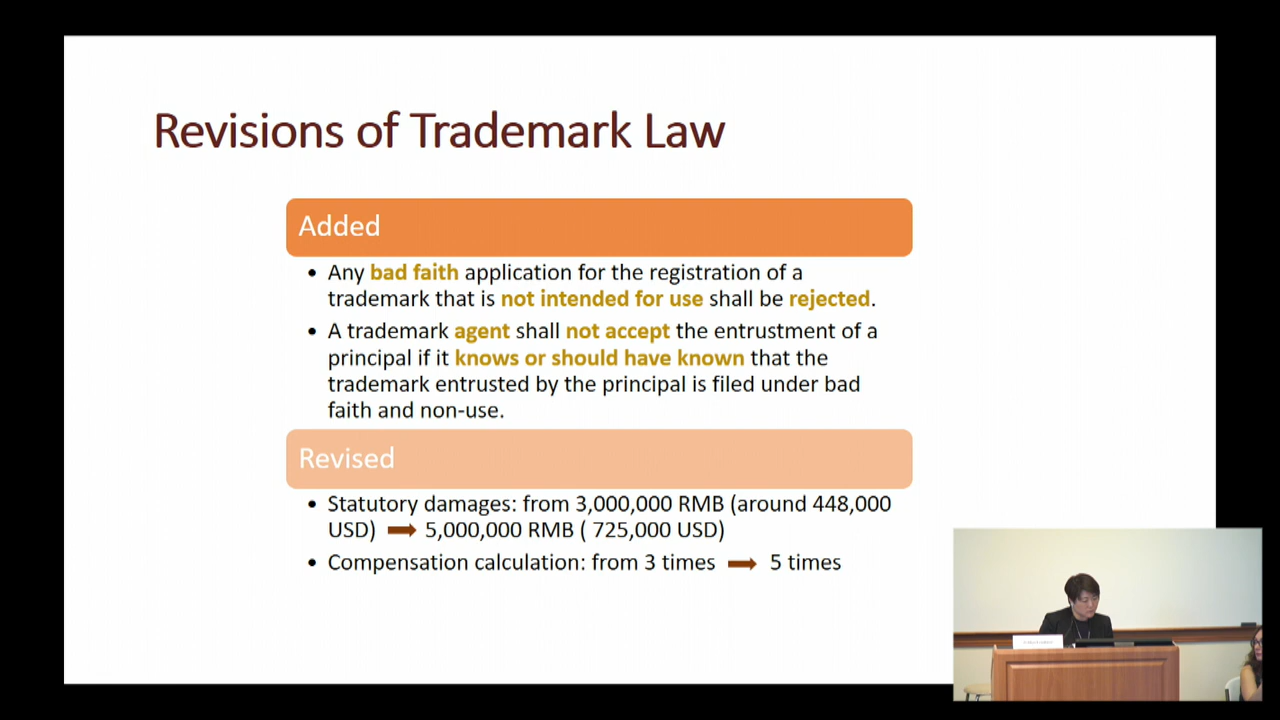 Revisions of Trademark Law
Added
• Any bad faith application for the registration of a
trademark that is not intended for use shall be rejected.
• A trademark agent shall not accept the entrustment of a
principal if it knows or should have known that the
trademark entrusted by the principal is filed under bad
faith and non-use.
Revised
• Statutory damages: from 3,000,000 RMB (around 448,000
USD) ➡ 5,000,000 RMB ( 725,000 USD)
• Compensation calculation: from 3 times ➡ 5 times